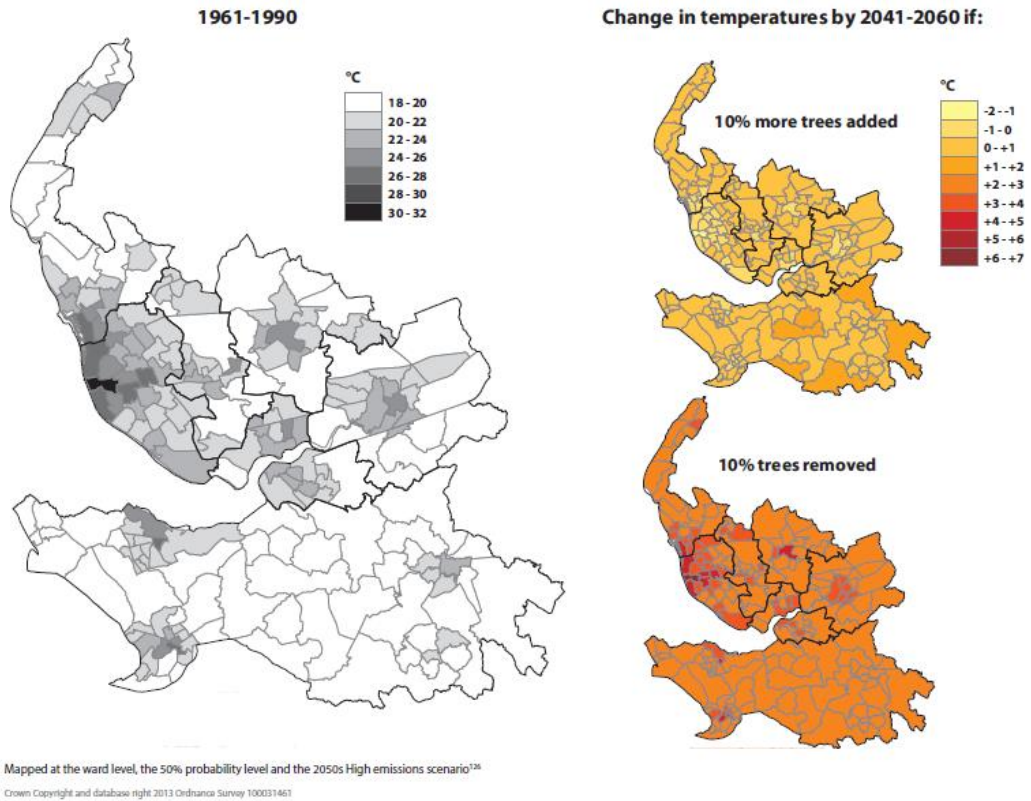 1961-1990
°C
18 - 20
20 - 22
22 - 24
24 - 26
26 - 28
28 - 30
30 - 32
Change in temperatures by 2041-2060 if:
10% more trees added
°C
-2 - -1
-1 - 0
0 - +1
+1 - +2
+2 - +3
+3 - +4
+4 - +5
+5 - +6
+6 - +7
10% trees removed
Mapped at the ward level, the 50% probability level and the 2050s High emissions scenario¹²⁶
Crown Copyright and database right 2013 Ordnance Survey 100031461